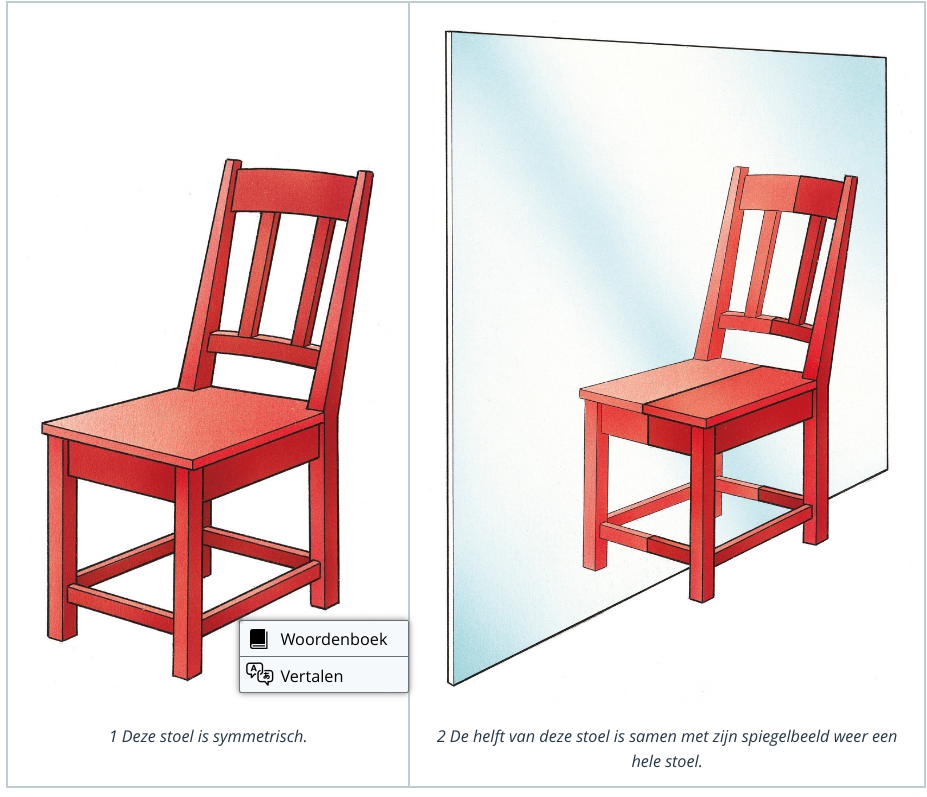 Woordenboek
Vertalen
1 Deze stoel is symmetrisch.
2 De helft van deze stoel is samen met zijn spiegelbeeld weer een
hele stoel.